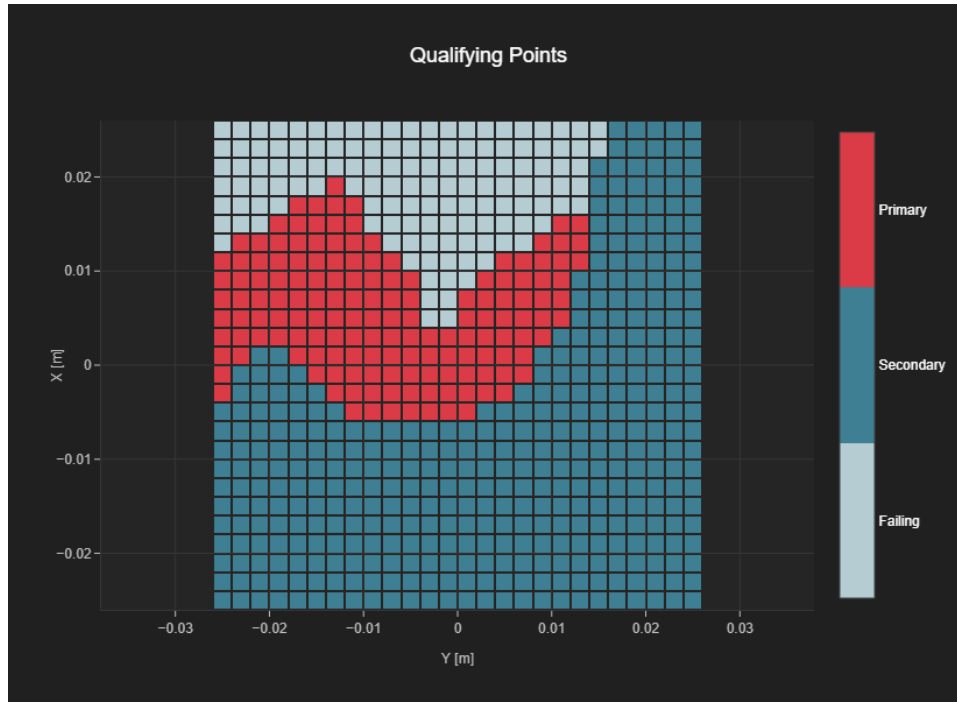 Qualifying Points
0.02
0.01
0
−0.01
−0.02
X [m]
−0.03
−0.02
−0.01
0
0.01
0.02
0.03
Y [m]
Primary
Secondary
Failing